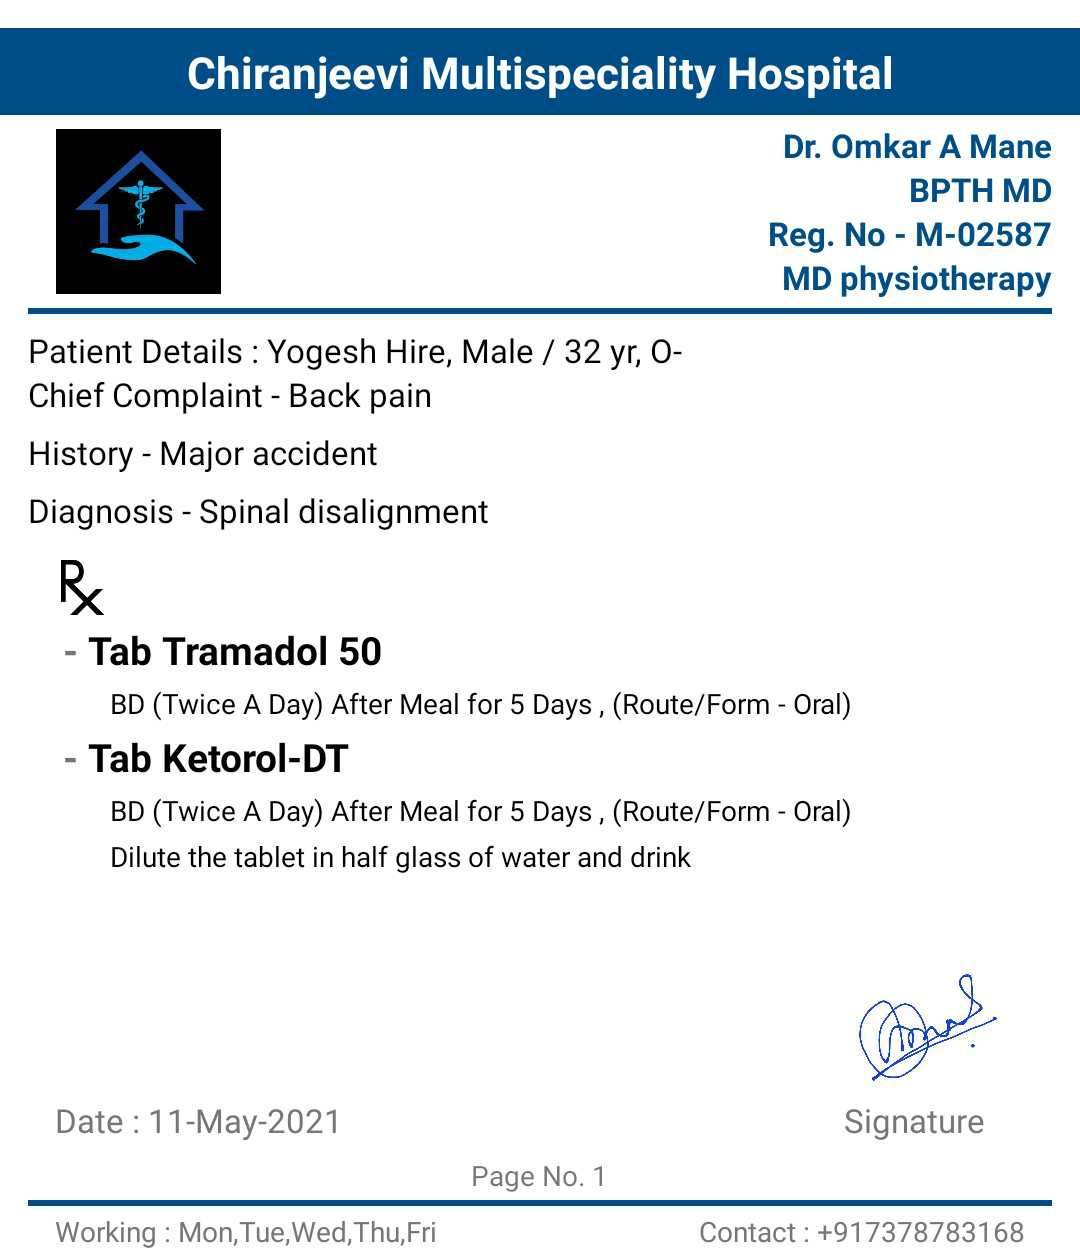 Chiranjeevi Multispeciality Hospital
Dr. Omkar A Mane
BPTH MD
Reg. No - M-02587
MD physiotherapy
Patient Details : Yogesh Hire, Male / 32 yr, O-
Chief Complaint - Back pain
History - Major accident
Diagnosis - Spinal disalignment
Rx
- Tab Tramadol 50
BD (Twice A Day) After Meal for 5 Days , (Route/Form - Oral)
- Tab Ketorol-DT
BD (Twice A Day) After Meal for 5 Days , (Route/Form - Oral)
Dilute the tablet in half glass of water and drink
Date : 11-May-2021
Signature
Page No. 1
Working : Mon,Tue,Wed,Thu,Fri
Contact : +917378783168